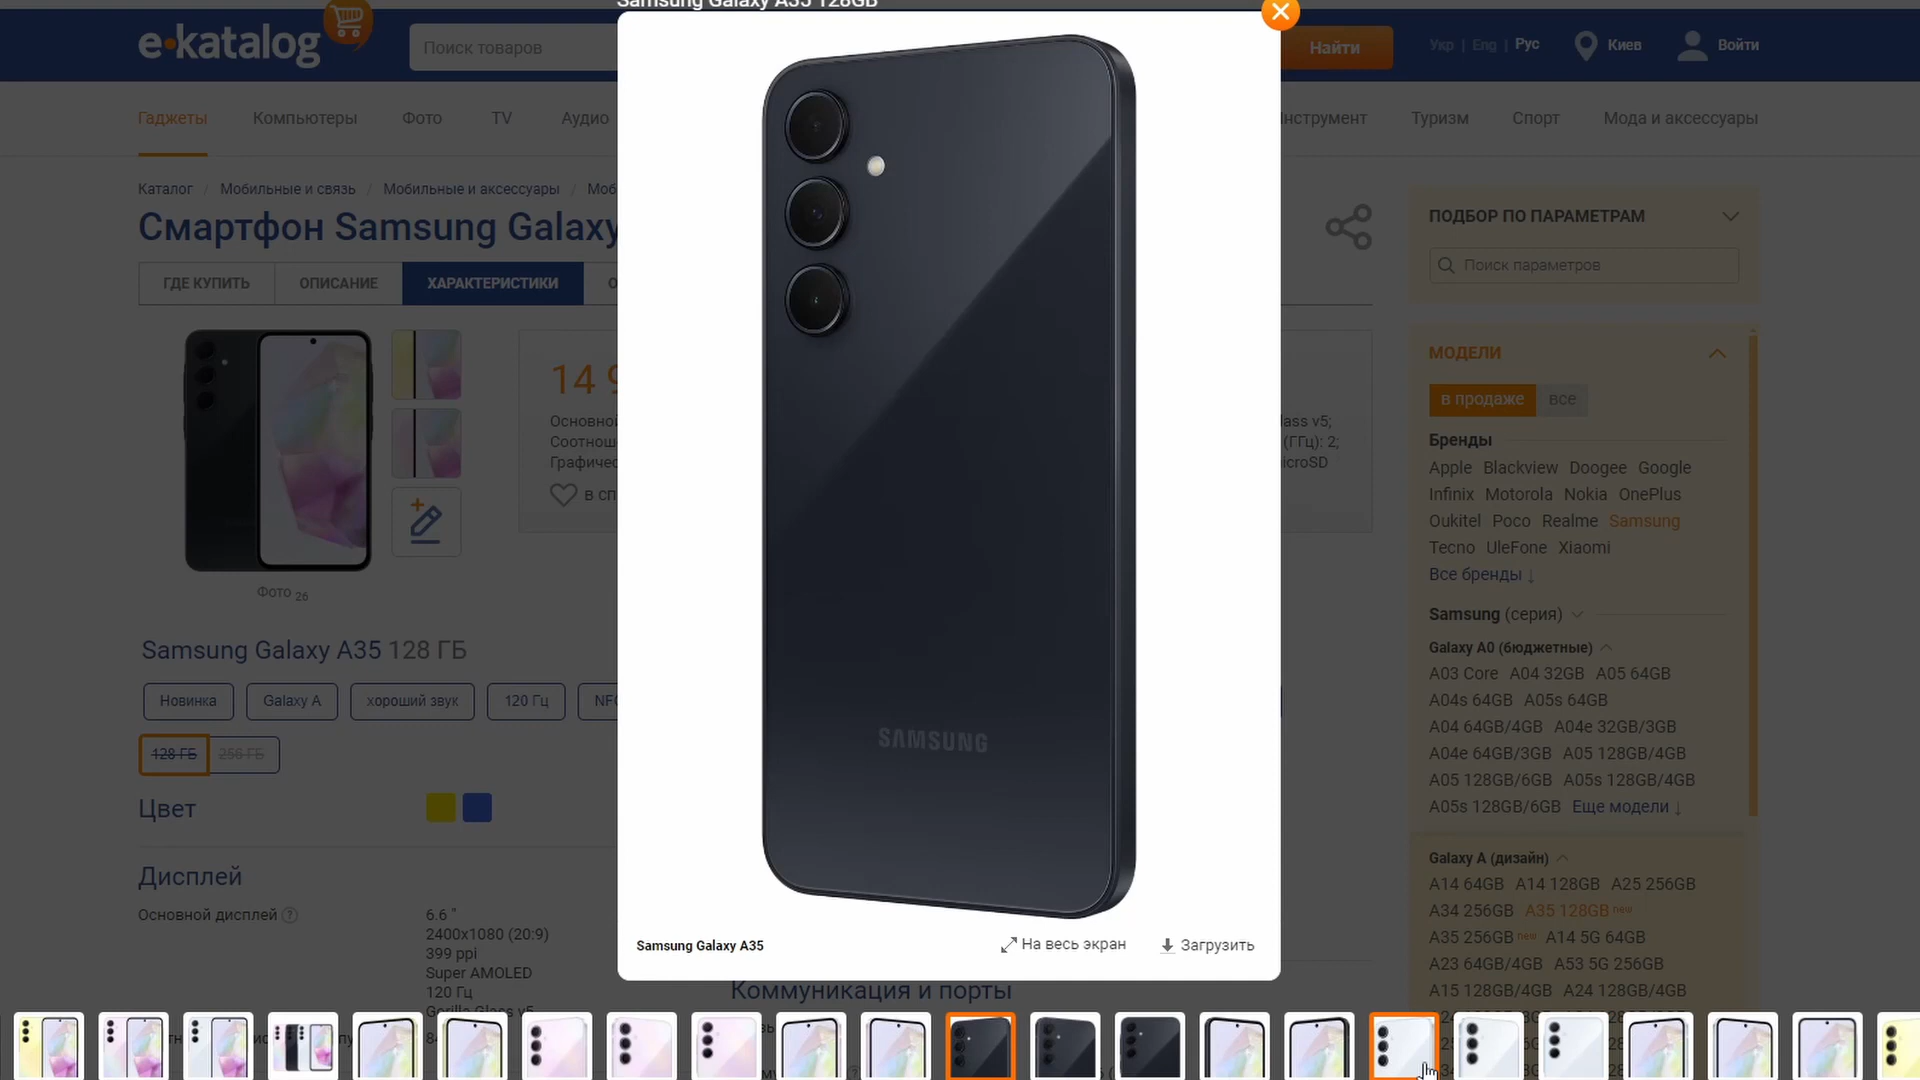 Samsung Galaxy A35 128GB
e-katalog
Поиск товаров
Найти
Укр | Eng | Рус
Киев
Войти
Гаджеты
Компьютеры
Фото
TV
Аудио
Туризм
Спорт
Мода и аксессуары
Каталог / Мобильные и связь / Мобильные и аксессуары /
Смартфон Samsung Galaxy
ГДЕ КУПИТЬ
ОПИСАНИЕ
ХАРАКТЕРИСТИКИ
Фото 26
14 9
(ГГц): 2;
SAMSUNG
Samsung Galaxy A35
На весь экран
Загрузить
Samsung Galaxy A35 128 ГБ
Новинка
Galaxy A
хороший звук
120 Гц
128 ГБ
256 ГБ
Цвет
Дисплей
Основной дисплей
6.6 "
2400x1080 (20:9)
399 ppi
Super AMOLED
120 Гц
Gorilla Glass v5
Коммуникация и порты
ПОДБОР ПО ПАРАМЕТРАМ
Поиск параметров
МОДЕЛИ
в продаже
все
Бренды
Apple Blackview Doogee Google
Infinix Motorola Nokia OnePlus
Oukitel Poco Realme Samsung
Tecno UleFone Xiaomi
Все бренды ↓
Samsung (серия)
Galaxy A0 (бюджетные)
A03 Core A04 32GB A05 64GB
A04s 64GB A05s 64GB
A04 64GB/4GB A04e 32GB/3GB
A04e 64GB/3GB A05 128GB/4GB
A05 128GB/6GB A05s 128GB/4GB
A05s 128GB/6GB Еще модели ↓
Galaxy A (дизайн)
A14 64GB A14 128GB A25 256GB
A34 256GB A35 128GB new
A35 256GB new A14 5G 64GB
A23 64GB/4GB A53 5G 256GB
A15 128GB/4GB A24 128GB/4GB